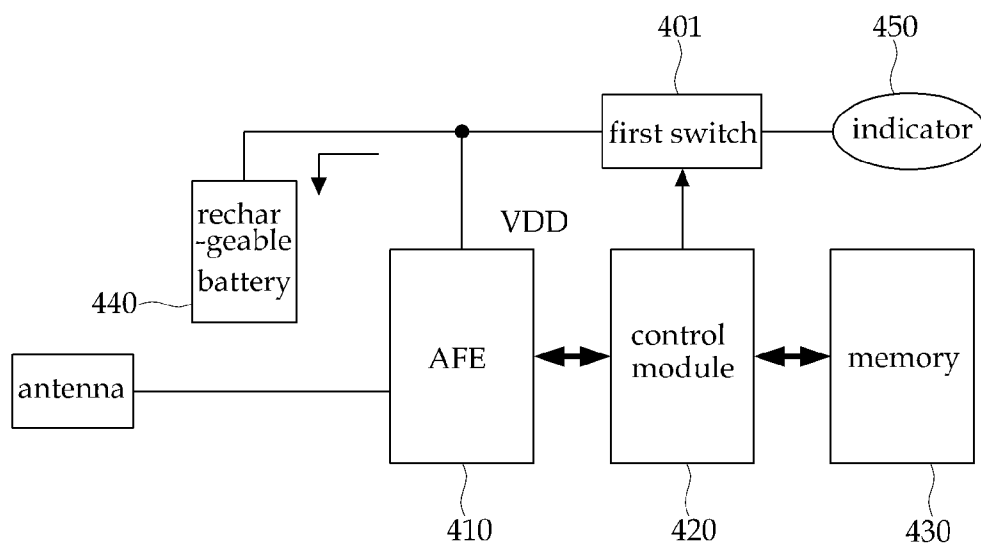 401
450
first switch
indicator
rechar
-geable
battery
VDD
440
antenna
AFE
control
module
memory
410
420
430